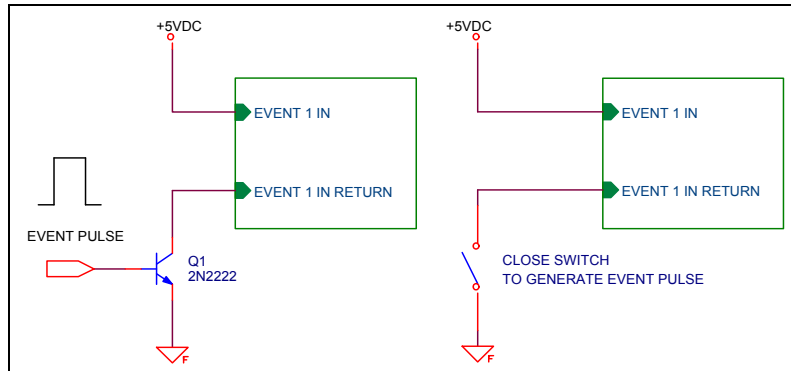 +5VDC
EVENT 1 IN
EVENT 1 IN RETURN
EVENT PULSE
Q1
2N2222
F
+5VDC
EVENT 1 IN
EVENT 1 IN RETURN
CLOSE SWITCH
TO GENERATE EVENT PULSE
F